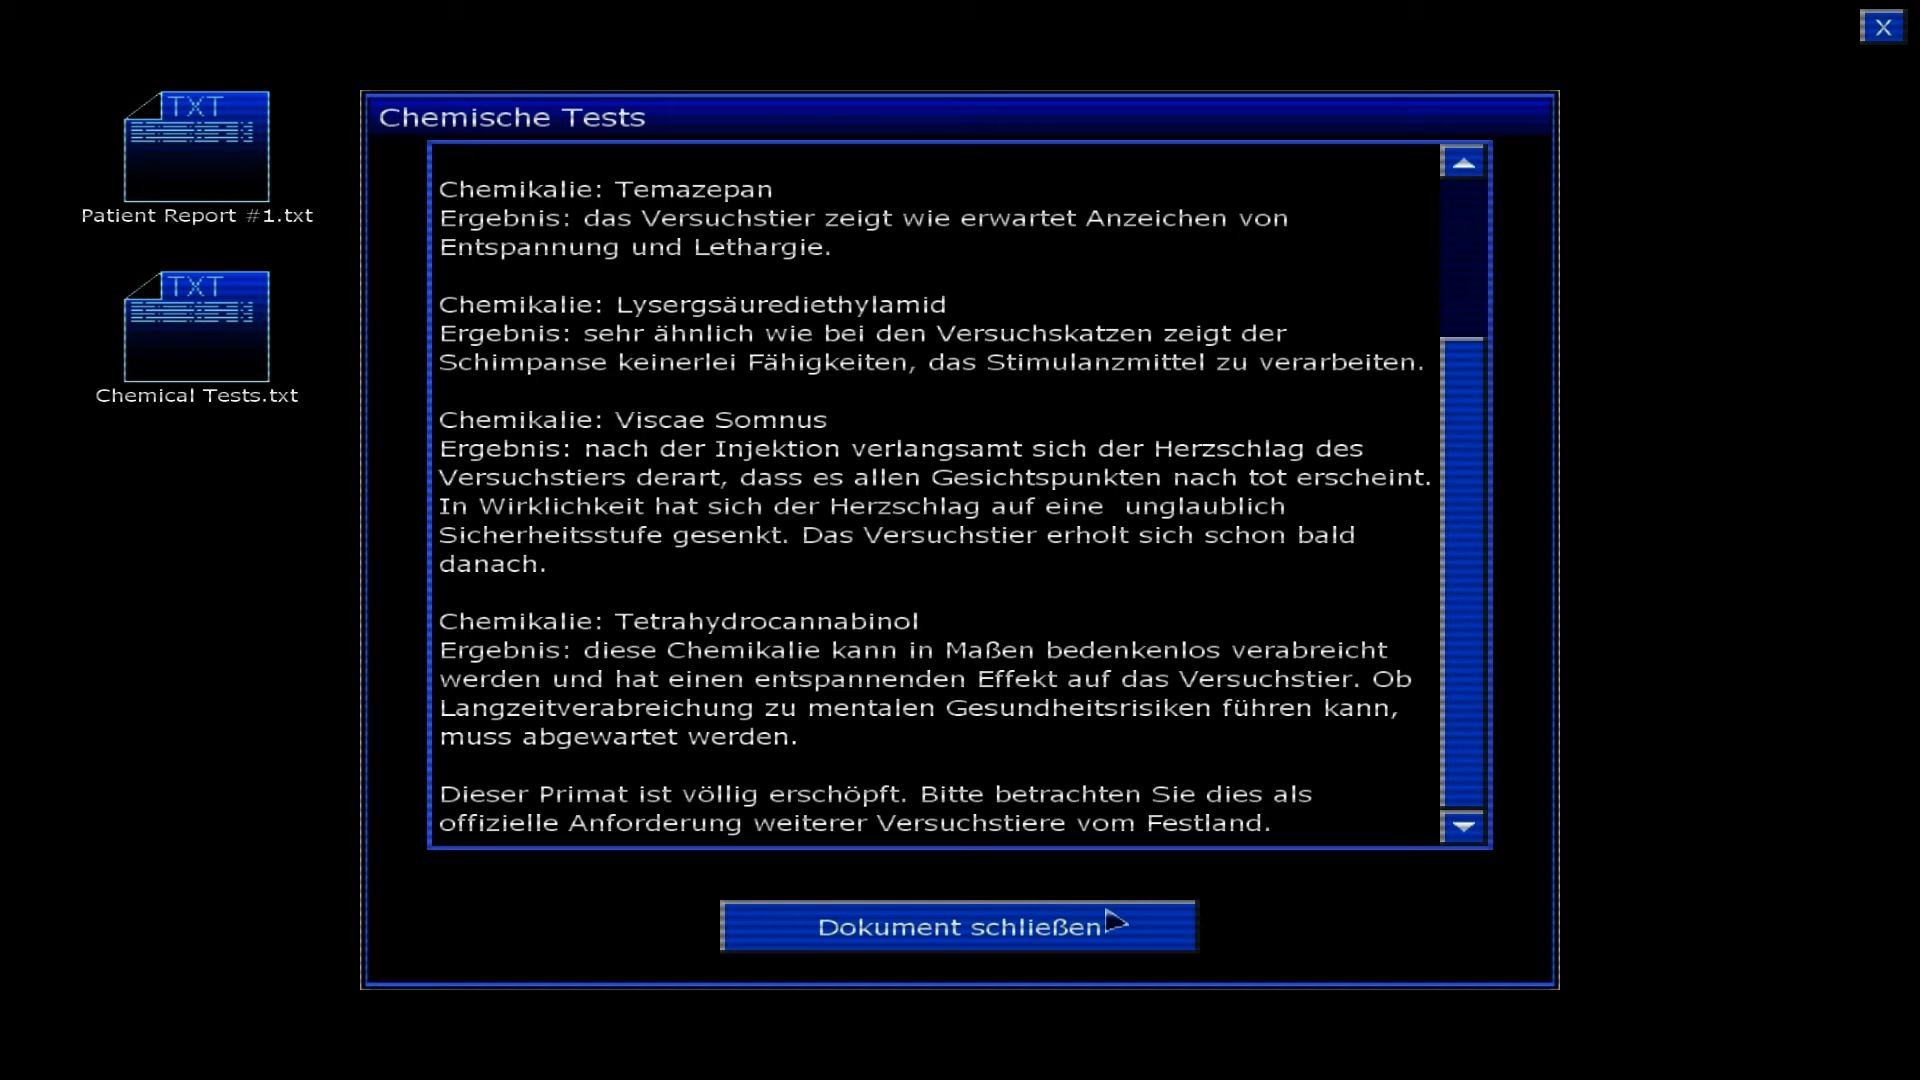 X
TXT
Patient Report #1.txt
TXT
Chemical Tests.txt
Chemische Tests
Chemikalie: Temazepan
Ergebnis: das Versuchstier zeigt wie erwartet Anzeichen von
Entspannung und Lethargie.
Chemikalie: Lysergsäurediethylamid
Ergebnis: sehr ähnlich wie bei den Versuchskatzen zeigt der
Schimpanse keinerlei Fähigkeiten, das Stimulanzmittel zu verarbeiten.
Chemikalie: Viscae Somnus
Ergebnis: nach der Injektion verlangsamt sich der Herzschlag des
Versuchstiers derart, dass es allen Gesichtspunkten nach tot erscheint.
In Wirklichkeit hat sich der Herzschlag auf eine  unglaublich
Sicherheitsstufe gesenkt. Das Versuchstier erholt sich schon bald
danach.
Chemikalie: Tetrahydrocannabinol
Ergebnis: diese Chemikalie kann in Maßen bedenkenlos verabreicht
werden und hat einen entspannenden Effekt auf das Versuchstier. Ob
Langzeitverabreichung zu mentalen Gesundheitsrisiken führen kann,
muss abgewartet werden.
Dieser Primat ist völlig erschöpft. Bitte betrachten Sie dies als
offizielle Anforderung weiterer Versuchstiere vom Festland.
Dokument schließen